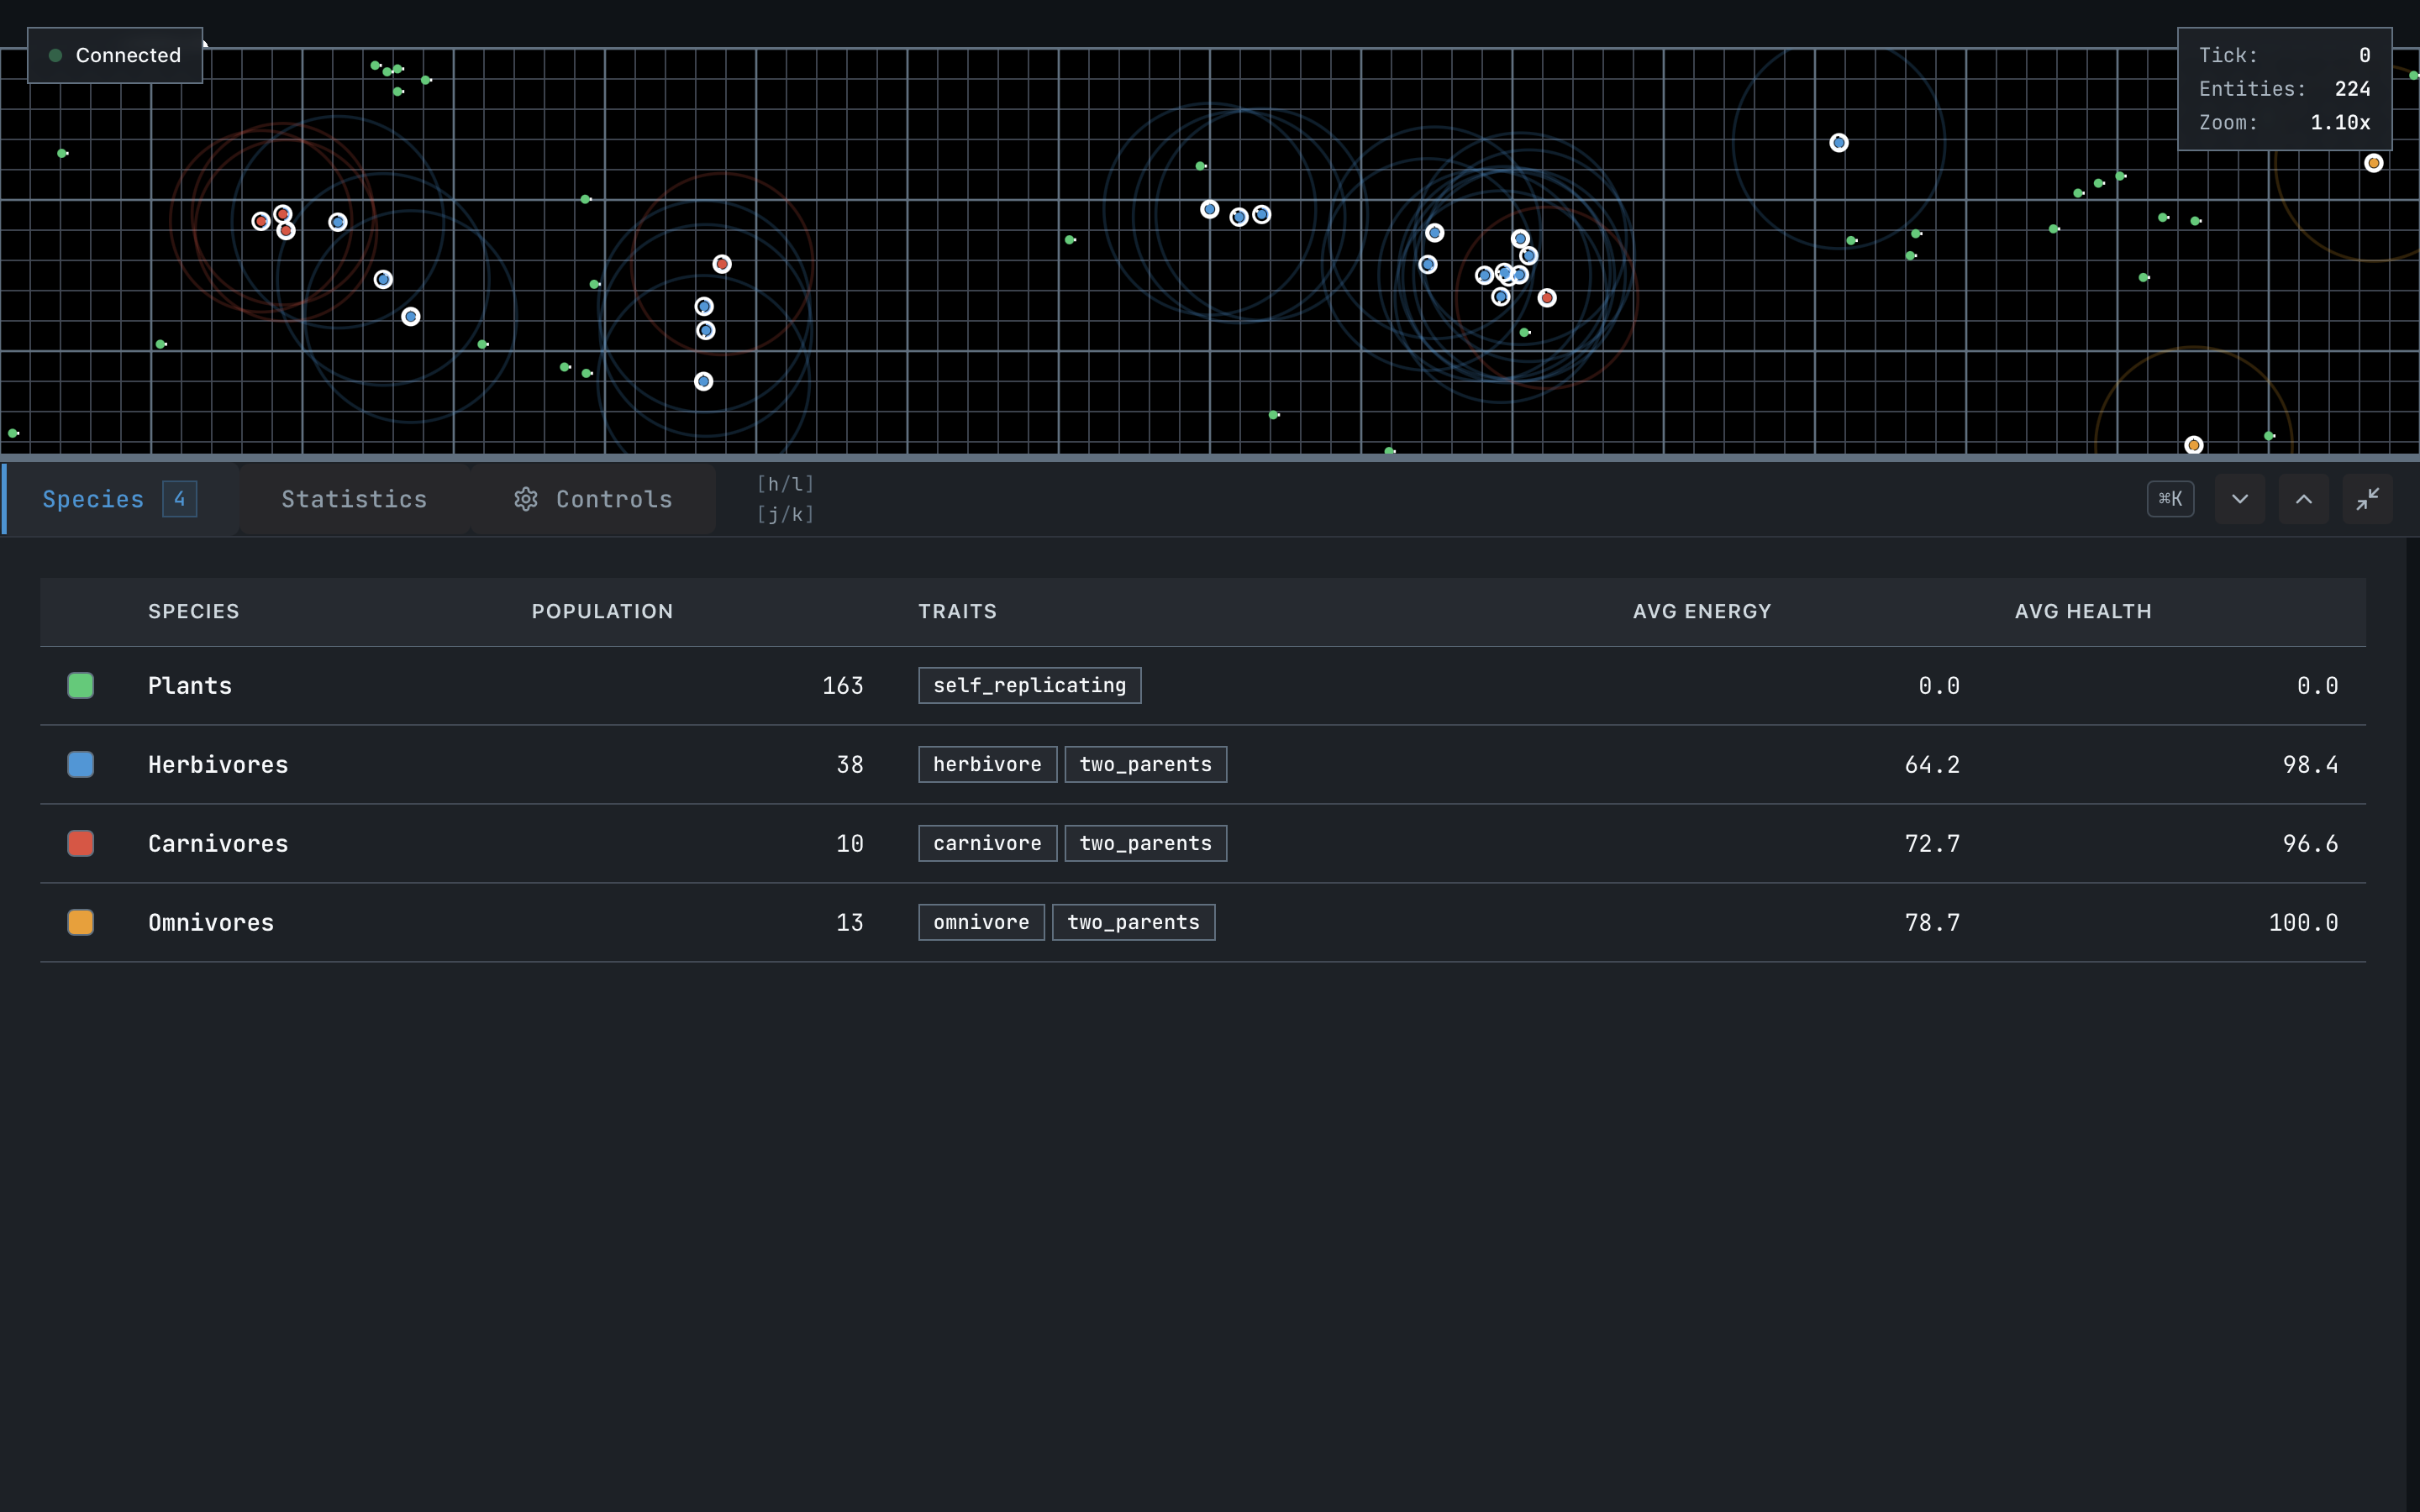 Connected
Tick: 0
Entities: 224
Zoom: 1.10x
Species 4 Statistics Controls [h/l] [j/k] ⌘K
SPECIES POPULATION TRAITS AVG ENERGY AVG HEALTH
Plants 163 self_replicating 0.0 0.0
Herbivores 38 herbivore two_parents 64.2 98.4
Carnivores 10 carnivore two_parents 72.7 96.6
Omnivores 13 omnivore two_parents 78.7 100.0